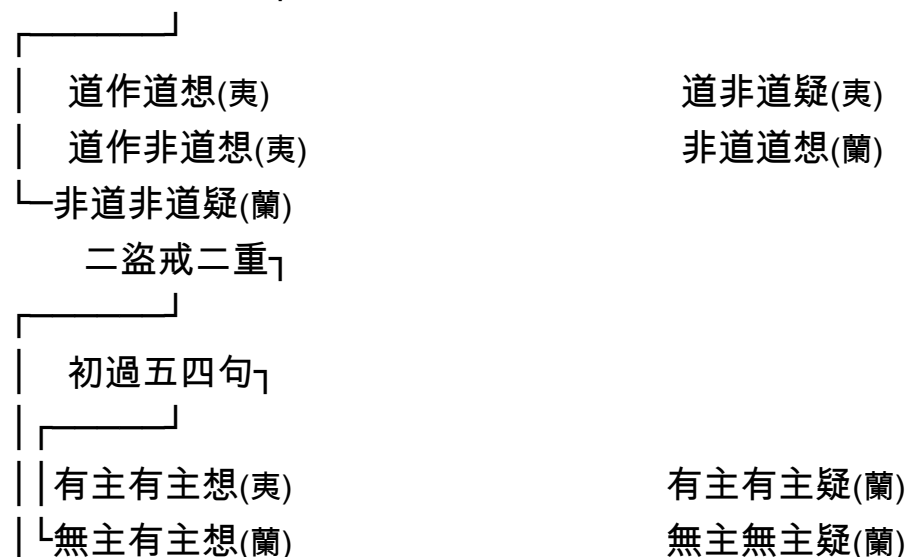 道作道想(夷) 道非道疑(夷)
道作非道想(夷) 非道道想(蘭)
非道非道疑(蘭)
二盜戒二重
初過五四句
有主有主想(夷) 有主有主疑(蘭)
無主有主想(蘭) 無主無主疑(蘭)